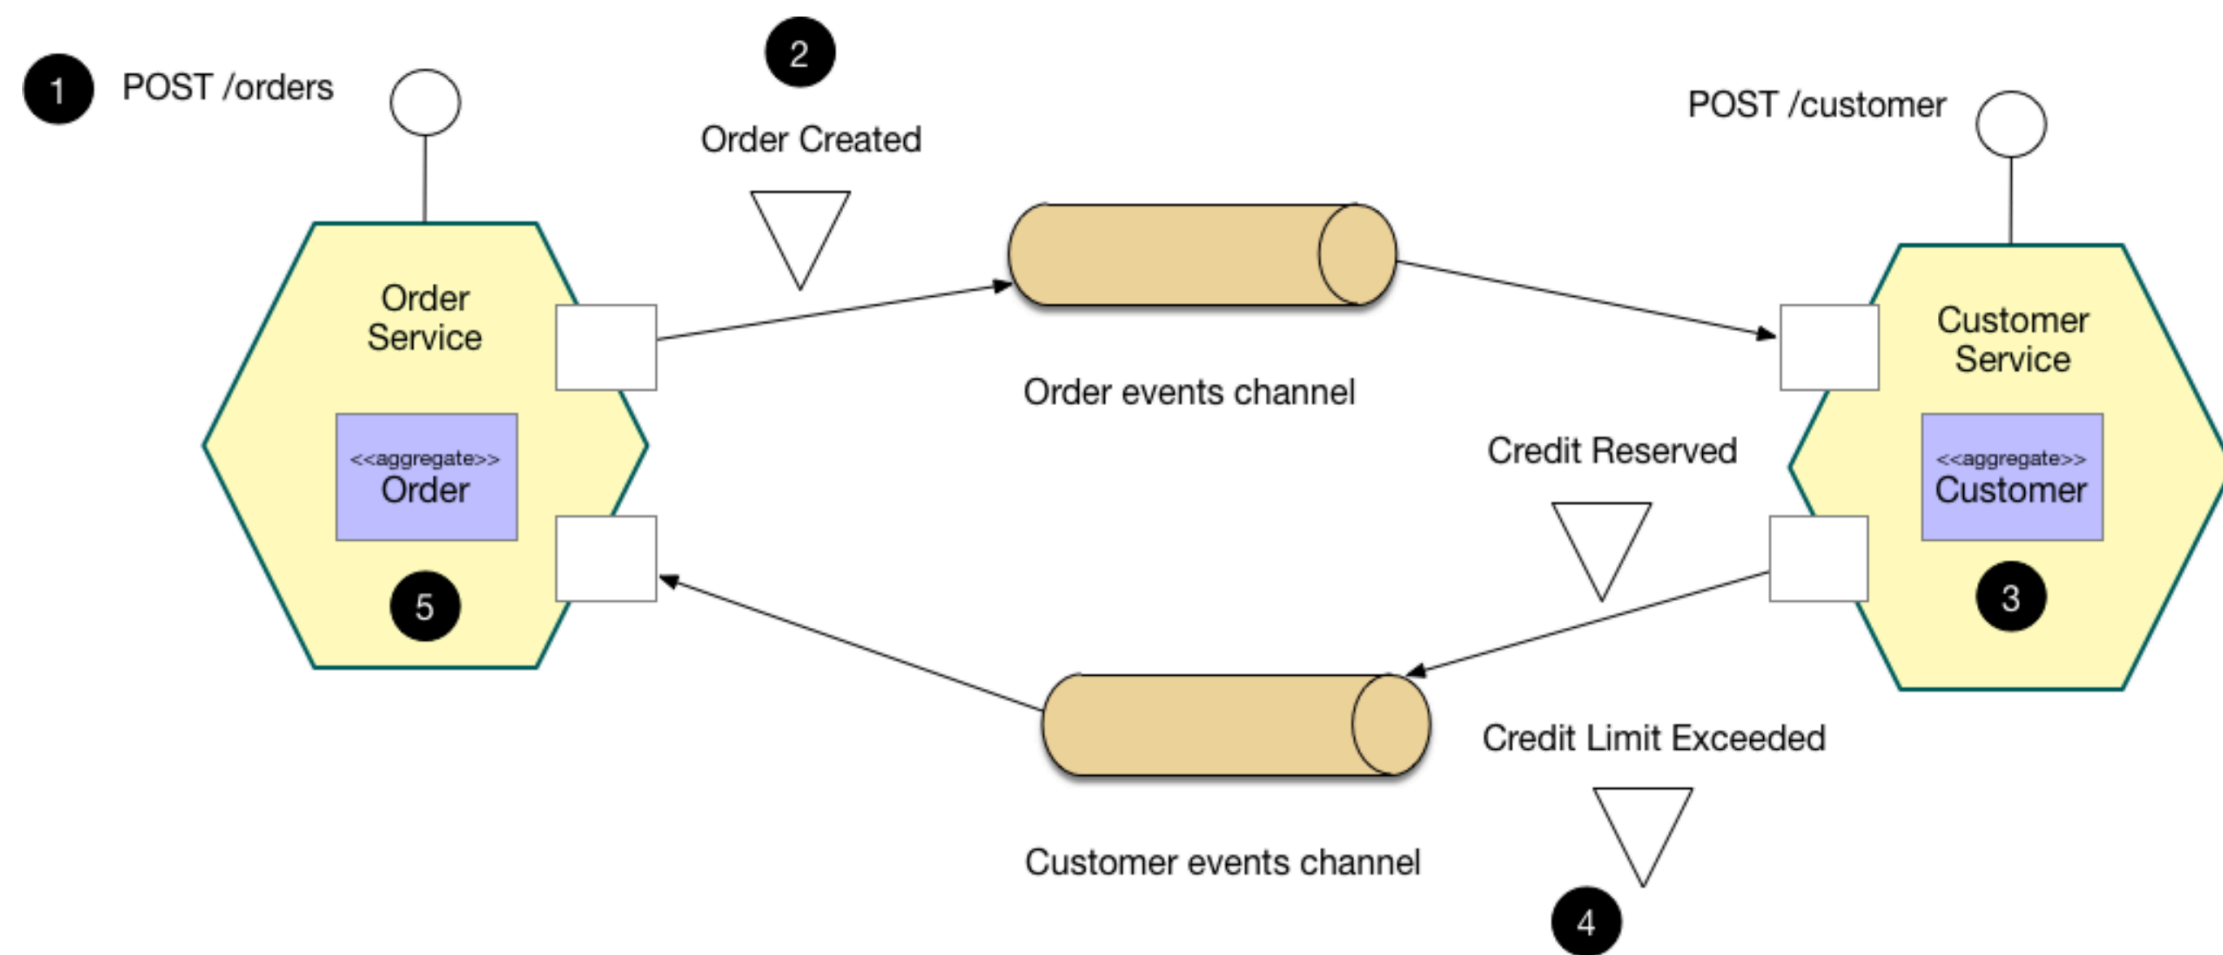 1
POST /orders
2
Order Created
POST /customer
Order
Service
<<aggregate>>
Order
5
Order events channel
Credit Reserved
Customer
Service
<<aggregate>>
Customer
3
Customer events channel
Credit Limit Exceeded
4